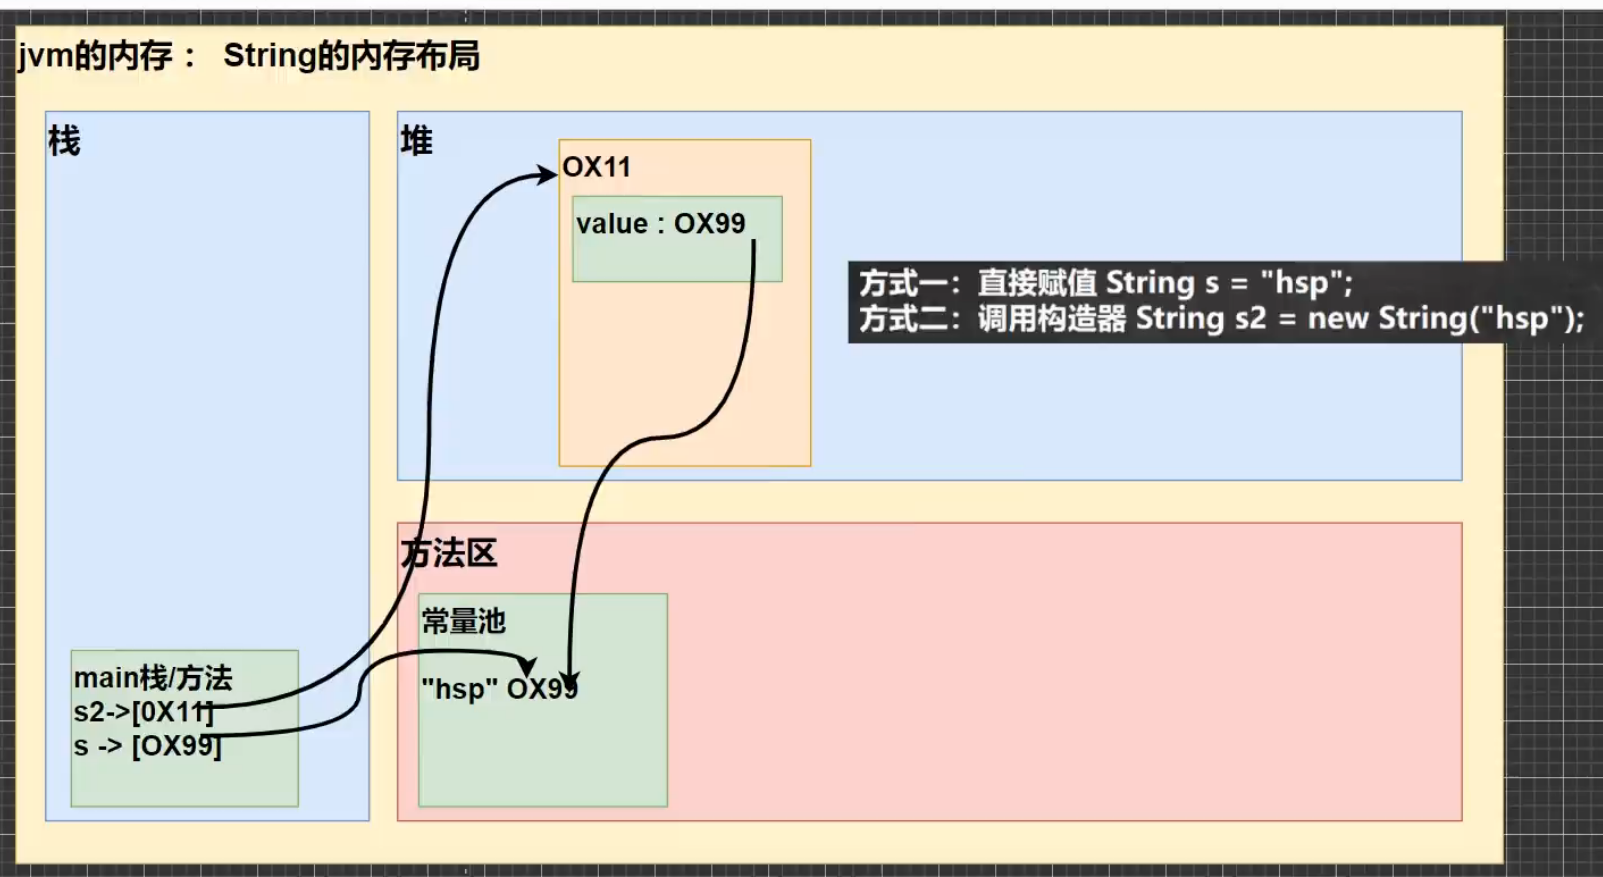 jvm的内存： String的内存布局
栈
堆
OX11
value : OX99
方式一：直接赋值 String s = "hsp";
方式二：调用构造器 String s2 = new String("hsp");
方法区
常量池
"hsp" OX99
main栈/方法
s2->[0X11]
s -> [OX99]